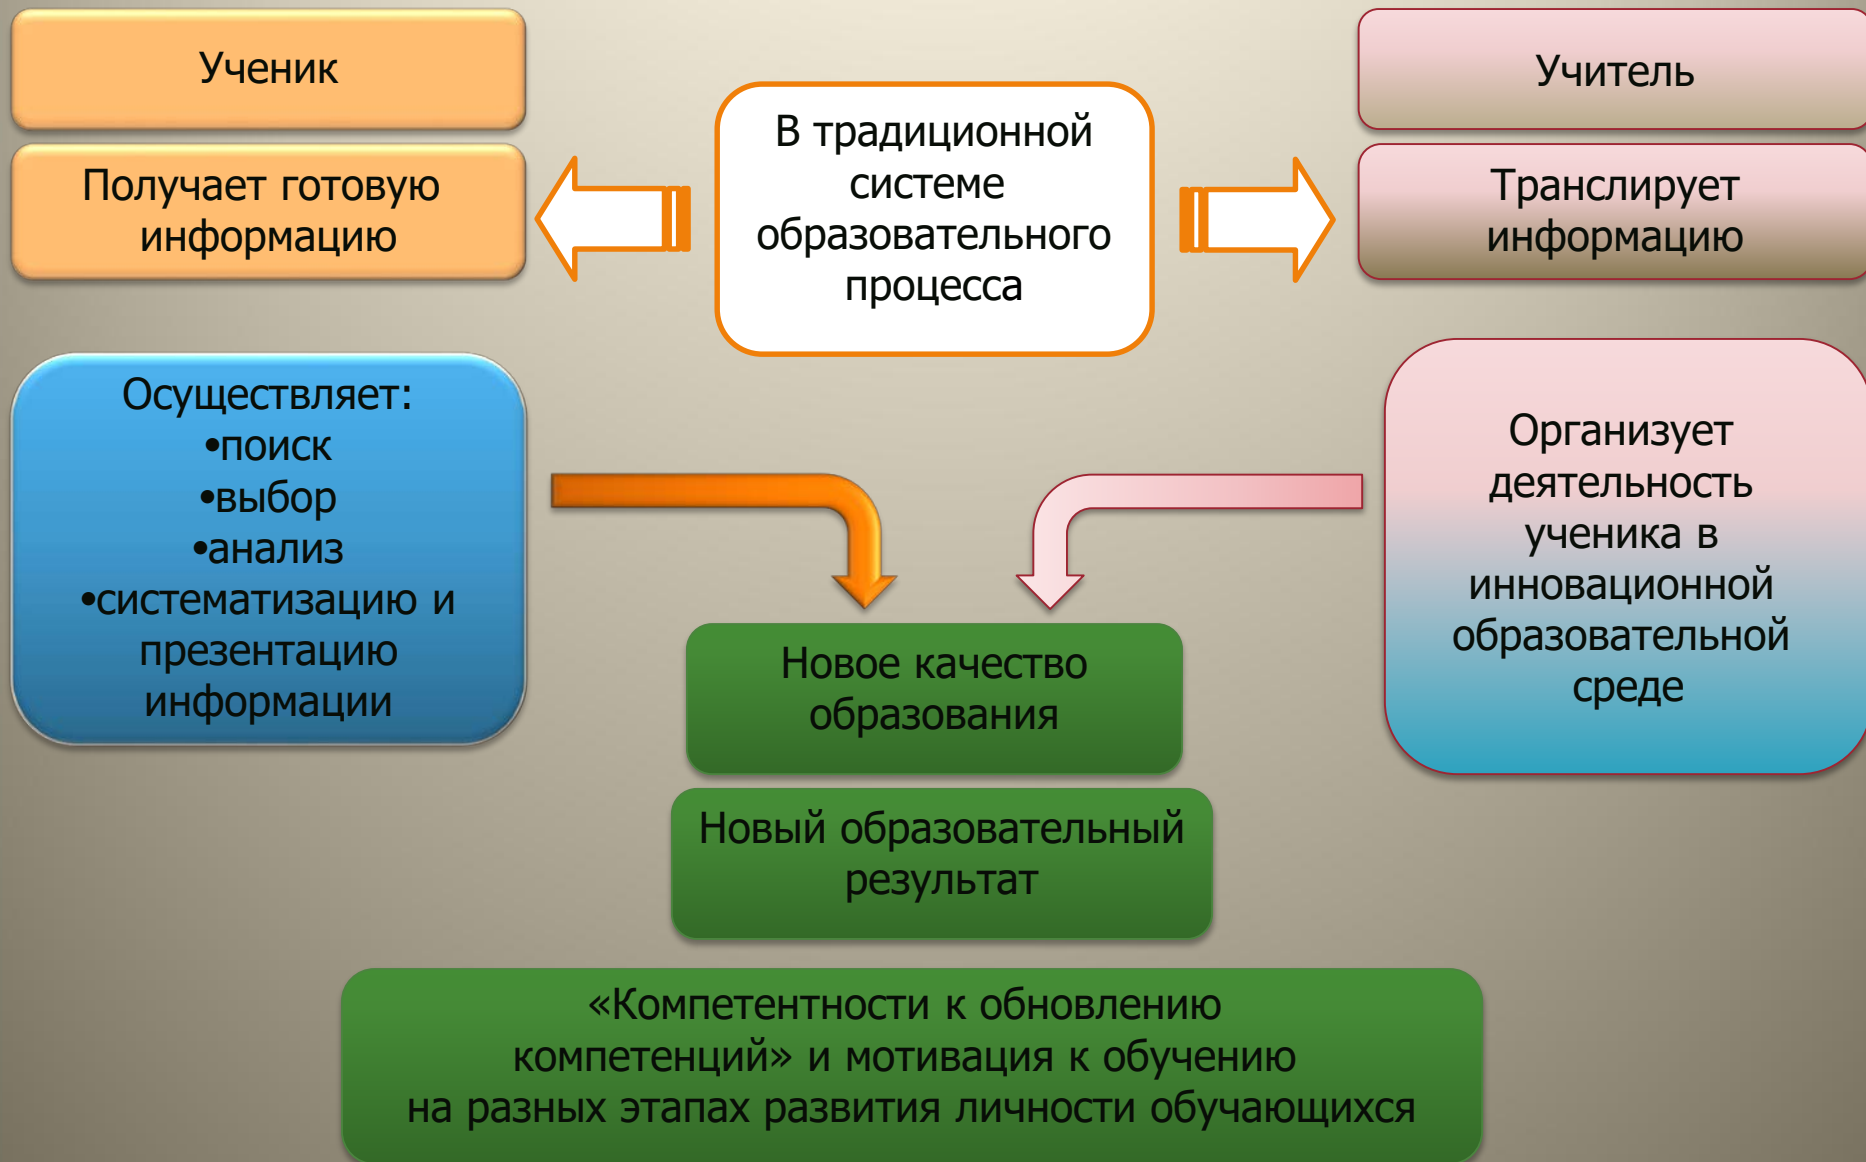 Ученик
Получает готовую
информацию
В традиционной
системе
образовательного
процесса
Учитель
Транслирует
информацию
Осуществляет:
•поиск
•выбор
•анализ
•систематизацию и
презентацию
информации
Организует
деятельность
ученика в
инновационной
образовательной
среде
Новое качество
образования
Новый образовательный
результат
«Компетентности к обновлению
компетенций» и мотивация к обучению
на разных этапах развития личности обучающихся